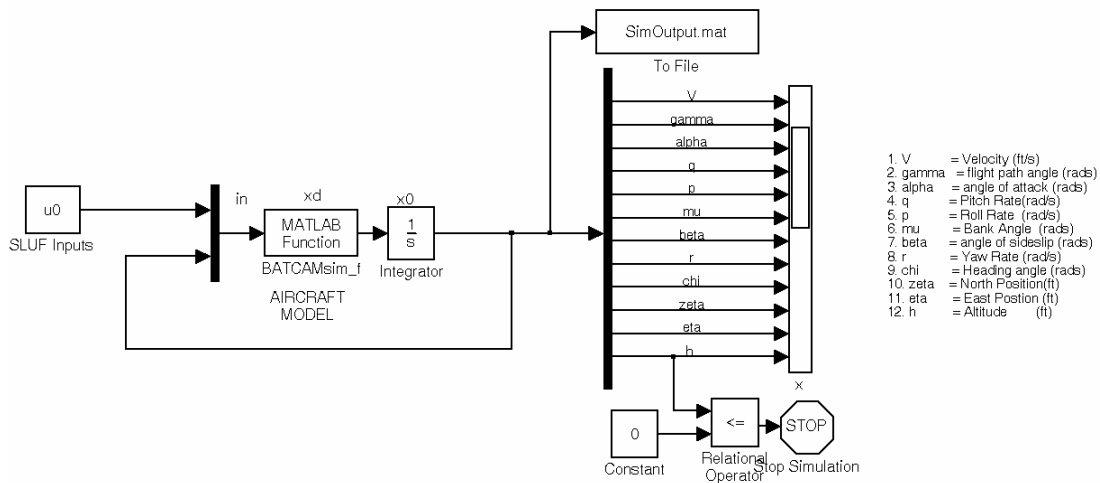 SimOutput.mat
To File
V
gamma
alpha
q
p
mu
beta
r
chi
zeta
eta
h
x
in
xd
x0
u0
SLUF Inputs
MATLAB
Function
BATCAMsim_f
1
s
Integrator
AIRCRAFT
MODEL
0
Constant
<=
Relational
Operator
STOP
Stop Simulation
1. V = Velocity (ft/s)
2. gamma = flight path angle (rads)
3. alpha = angle of attack (rads)
4. q = Pitch Rate(rad/s)
5. p = Roll Rate (rad/s)
6. mu = Bank Angle (rads)
7. beta = angle of sideslip (rads)
8. r = Yaw Rate (rad/s)
9. chi = Heading angle (rads)
10. zeta = North Position(ft)
11. eta = East Postion (ft)
12. h = Altitude (ft)